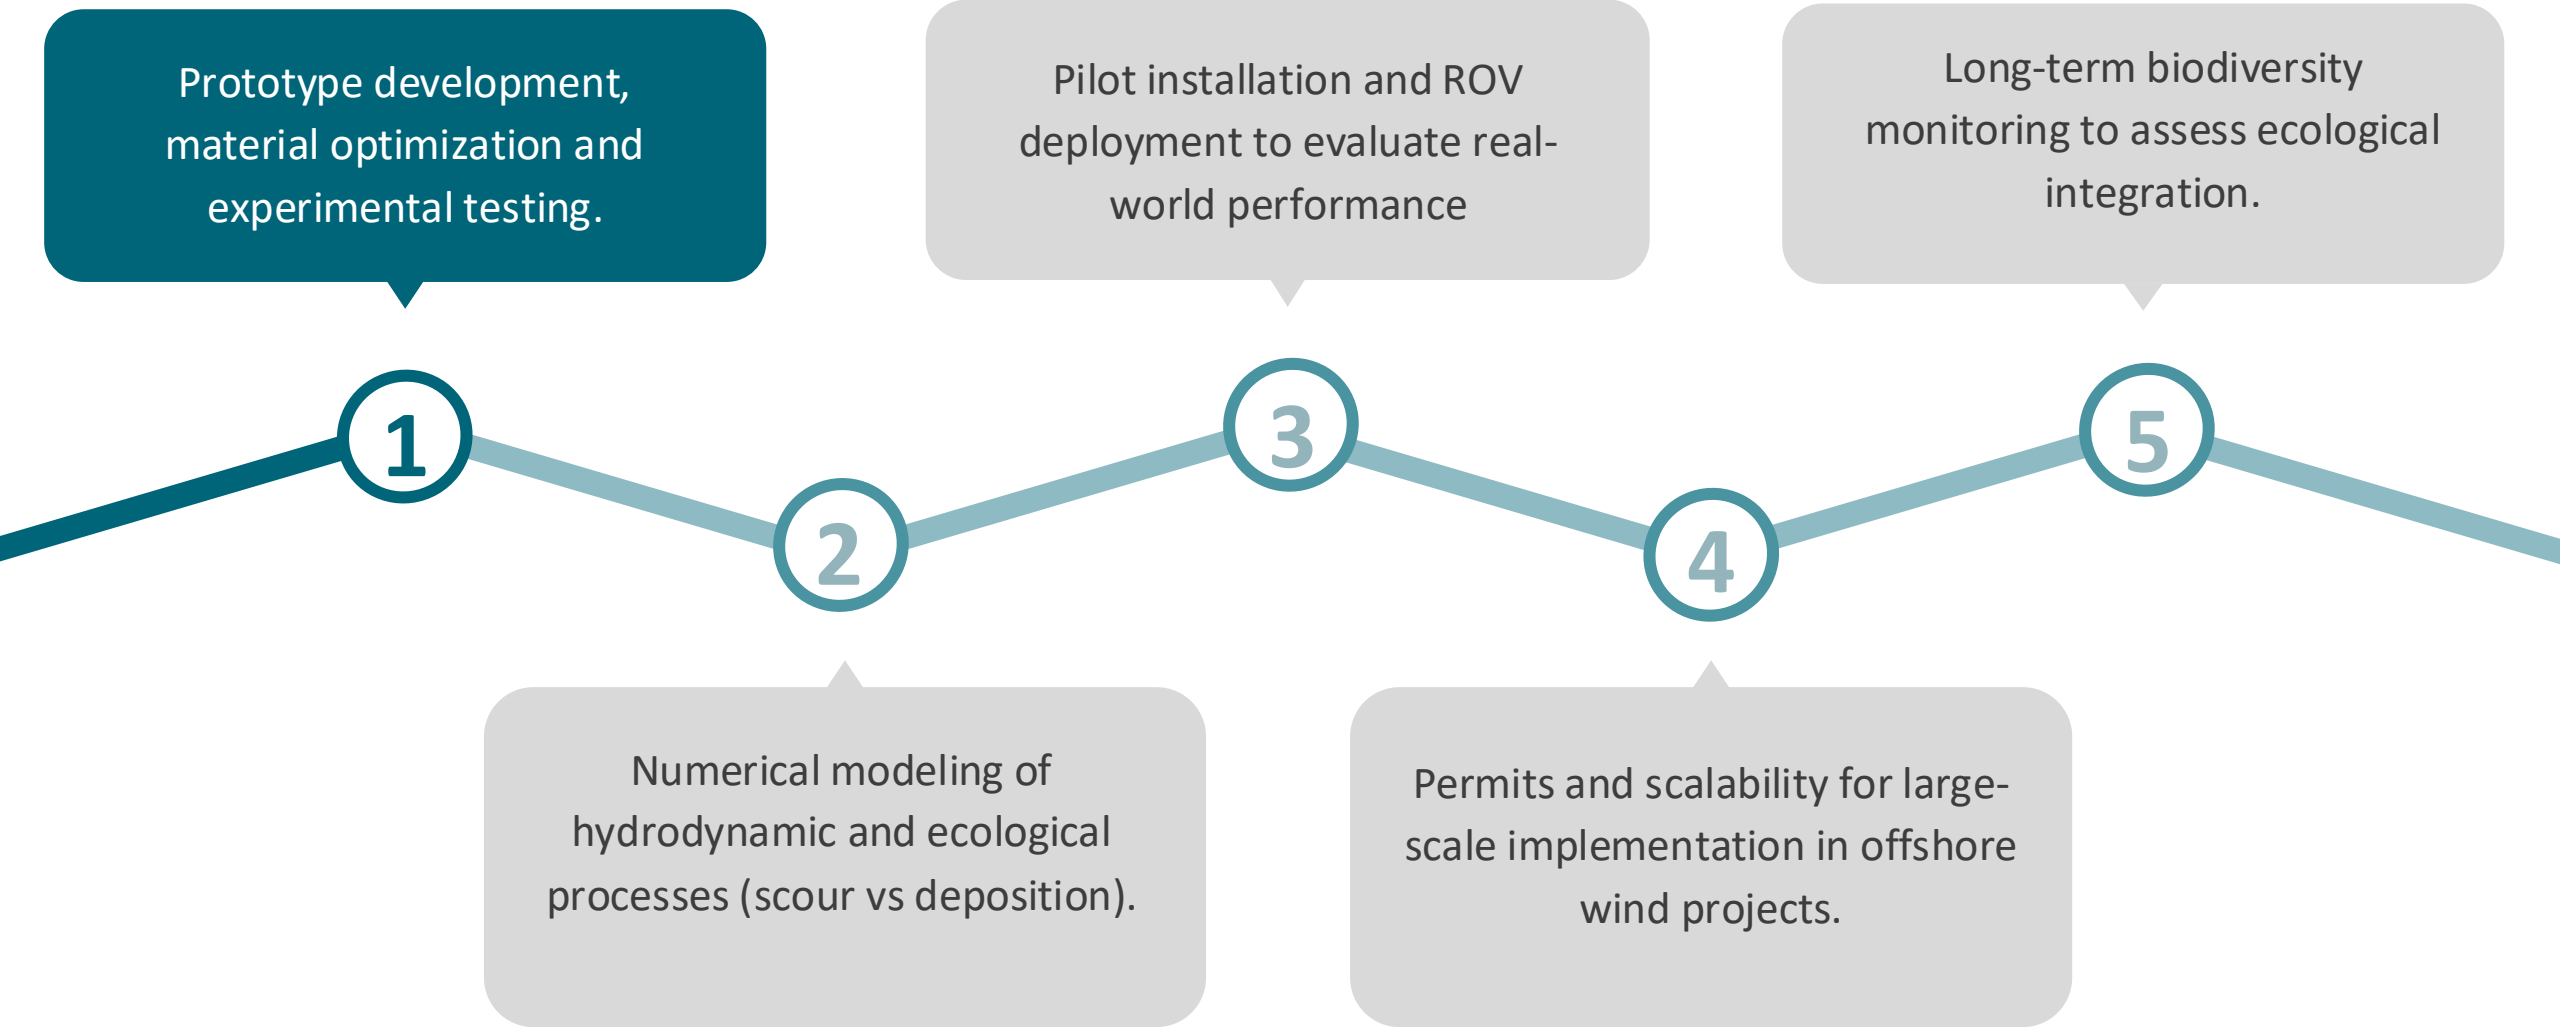 Prototype development,
material optimization and
experimental testing.
Pilot installation and ROV
deployment to evaluate real-
world performance
Long-term biodiversity
monitoring to assess ecological
integration.
1
2
3
4
5
Numerical modeling of
hydrodynamic and ecological
processes (scour vs deposition).
Permits and scalability for large-
scale implementation in offshore
wind projects.